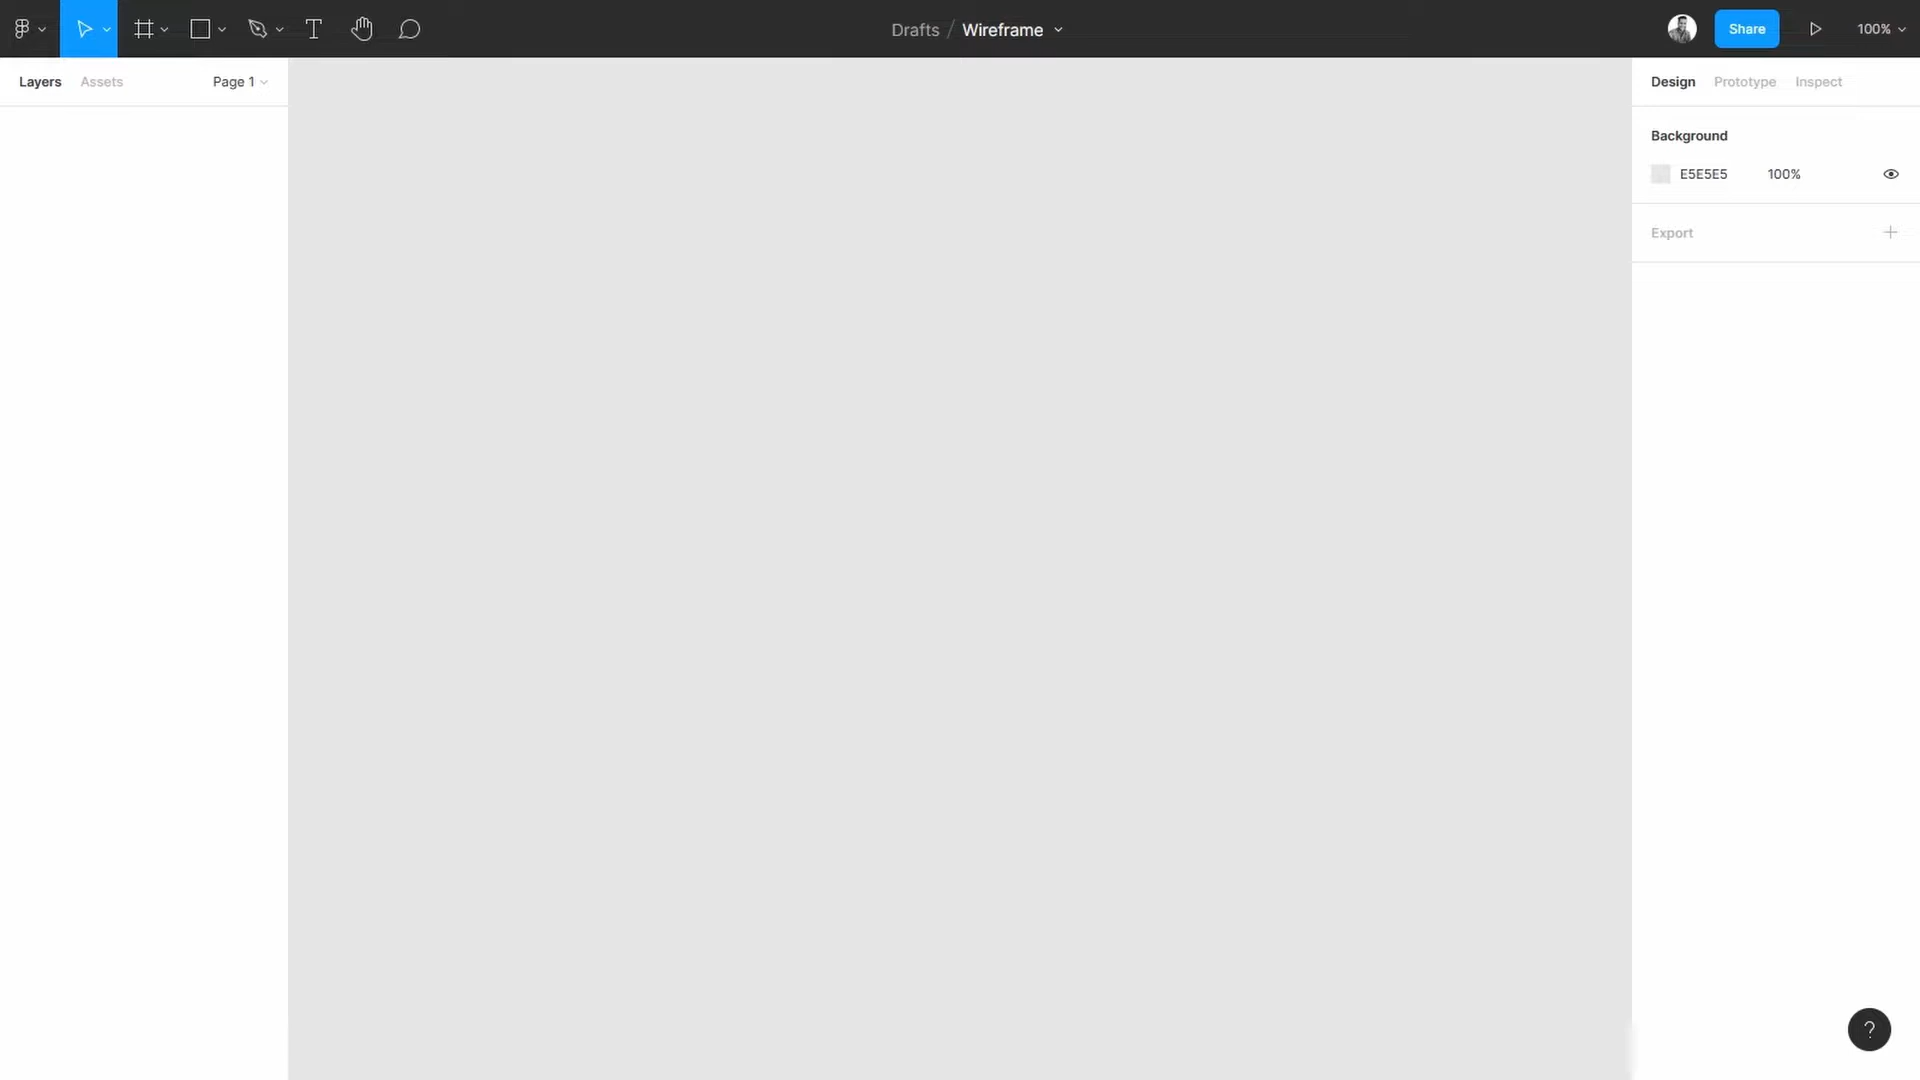 Drafts / Wireframe
Share
100%
Layers Assets Page 1
Design Prototype Inspect
Background
E5E5E5 100%
Export
?